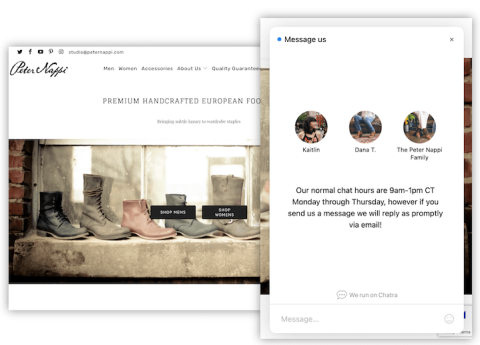 studio@peternappi.com
Peter Nappi
Men Women Accessories About Us Quality Guarantee
PREMIUM HANDCRAFTED EUROPEAN FOO
Bringing subtle luxury to wardrobe staples
SHOP MENS
SHOP
WOMENS
Message us
×
Kaitlin
Dana T.
The Peter Nappi
Family
Our normal chat hours are 9am-1pm CT
Monday through Thursday, however if you
send us a message we will reply as promptly
via email!
We run on Chatra
Message...